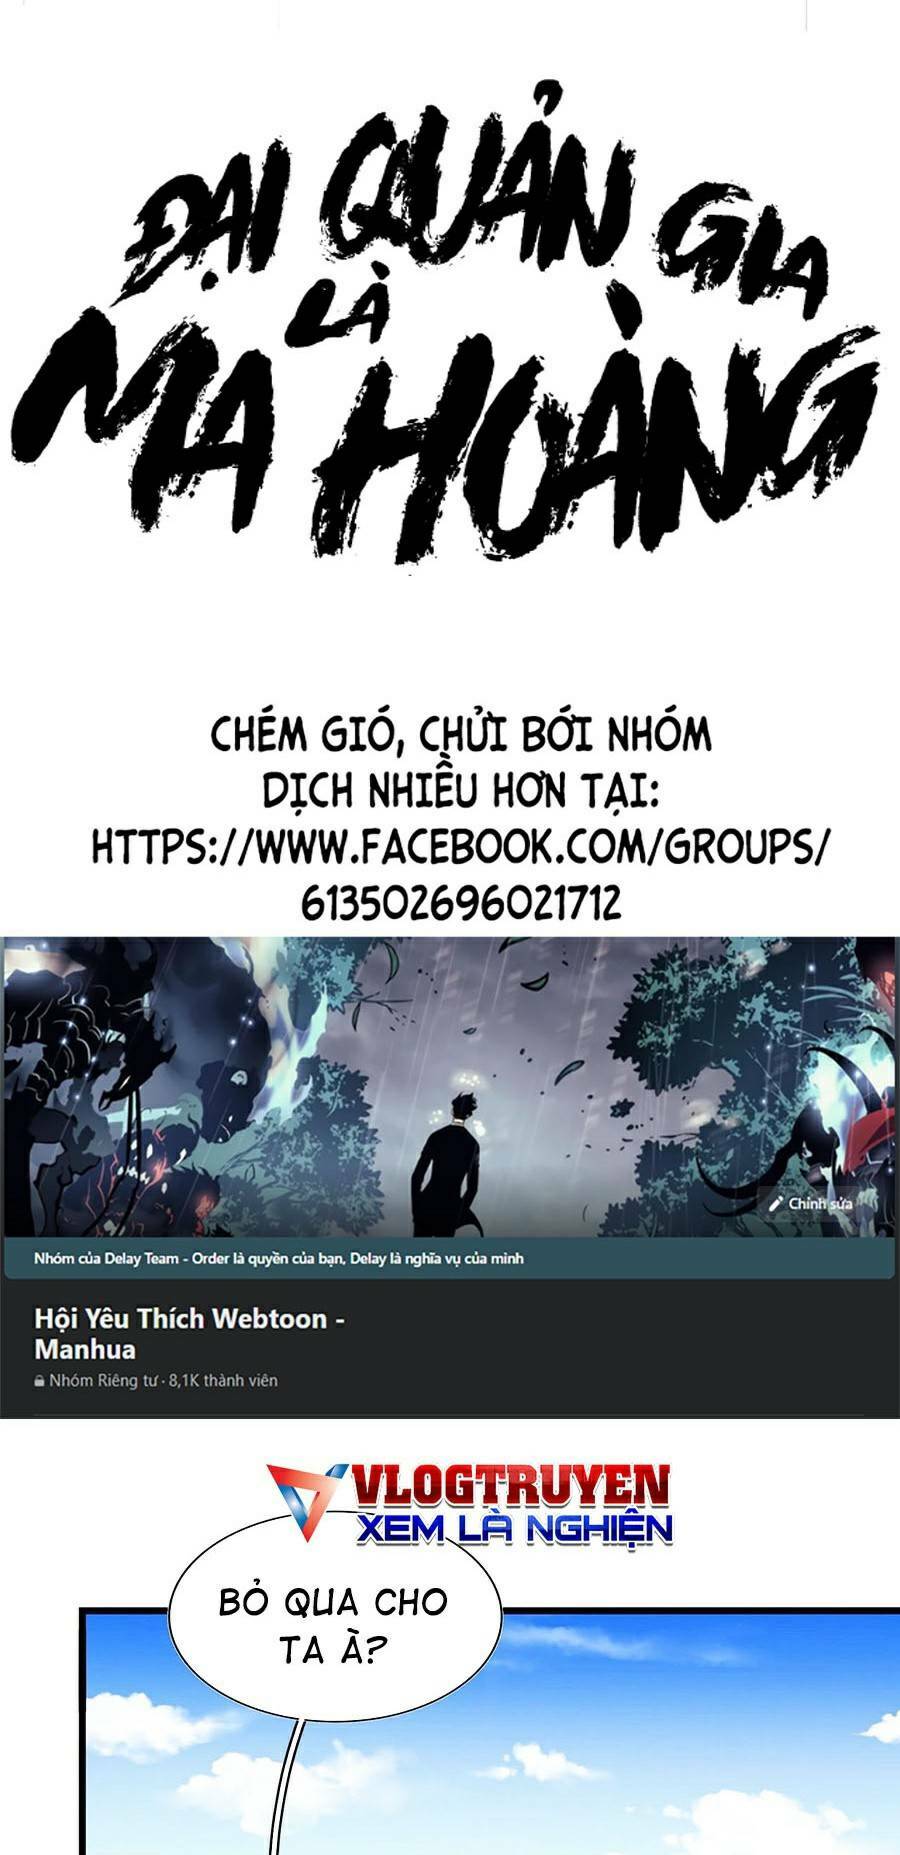 ĐẠI QUẢN GIA
LÀ
MA HOÀNG
CHÉM GIÓ, CHỬI BỚI NHÓM
DỊCH NHIỀU HƠN TẠI:
HTTPS://WWW.FACEBOOK.COM/GROUPS/
613502696021712
Chỉnh sửa
Nhóm của Delay Team - Order là quyền của bạn, Delay là nghĩa vụ của mình
Hội Yêu Thích Webtoon -
Manhua
Nhóm Riêng tư · 8,1K thành viên
VLOGTRUYEN
XEM LÀ NGHIỆN
BỎ QUA CHO
TA À?